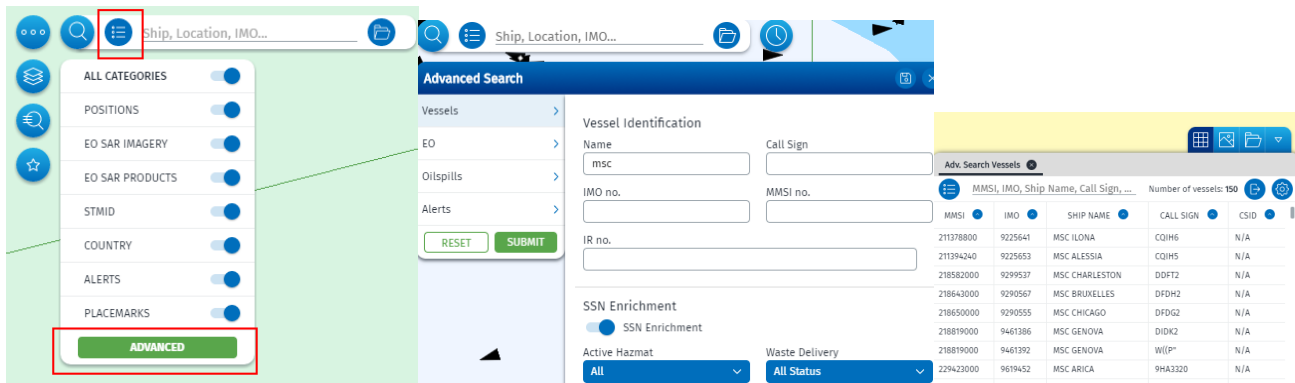 Ship, Location, IMO...
ALL CATEGORIES
POSITIONS
EO SAR IMAGERY
EO SAR PRODUCTS
STMID
COUNTRY
ALERTS
PLACEMARKS
ADVANCED
Ship, Location, IMO...
Advanced Search
Vessels
EO
Oilspills
Alerts
RESET SUBMIT
Vessel Identification
Name Call Sign
msc
IMO no. MMSI no.
IR no.
SSN Enrichment
SSN Enrichment
Active Hazmat Waste Delivery
All All Status
Adv. Search Vessels
MMSI, IMO, Ship Name, Call Sign, ... Number of vessels: 150
MMSI IMO SHIP NAME CALL SIGN CSID
211378800 9225641 MSC ILONA CQIH6 N/A
211394240 9225653 MSC ALESSIA CQIH5 N/A
218582000 9299537 MSC CHARLESTON DDFT2 N/A
218643000 9290567 MSC BRUXELLES DFDH2 N/A
218650000 9290555 MSC CHICAGO DFDG2 N/A
218819000 9461386 MSC GENOVA DIDK2 N/A
218819000 9461392 MSC GENOVA W((P" N/A
229423000 9619452 MSC ARICA 9HA3320 N/A